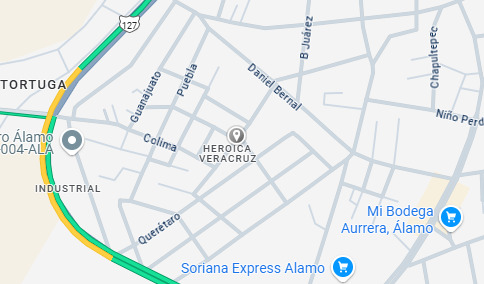 127
B Juárez
Chapultepec
TORTUGA
Guanajuato
Puebla
Daniel Bernal
Niño Perd
ro Álamo
004-ALA
Colima
HEROICA
VERACRUZ
INDUSTRIAL
Querétaro
Mi Bodega
Aurrera, Álamo
Soriana Express Alamo